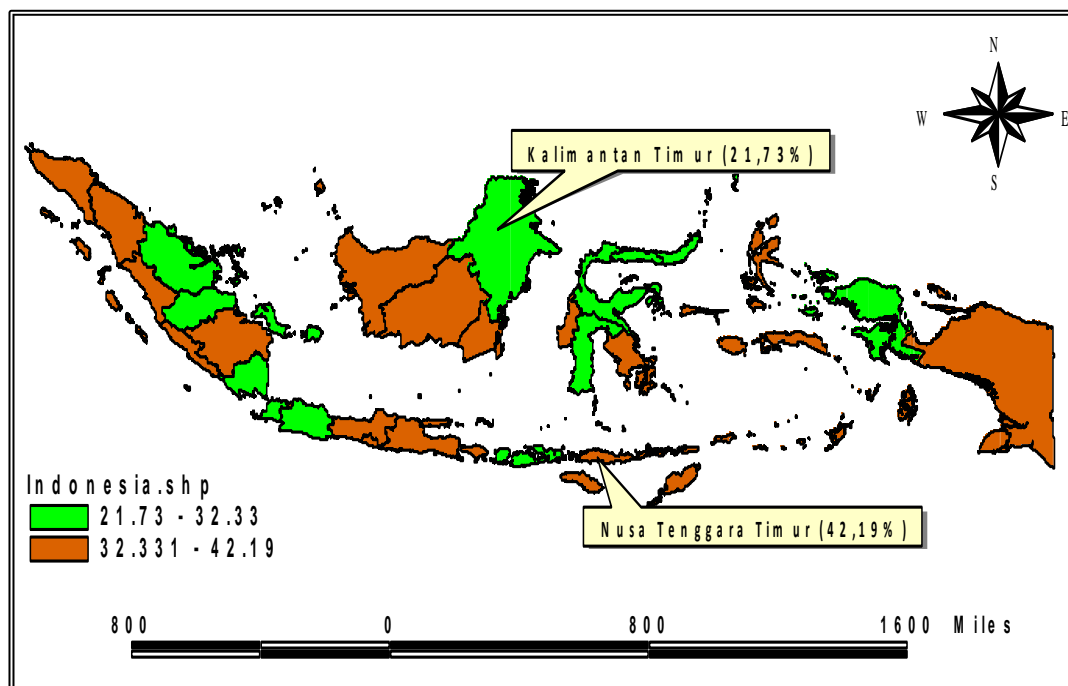 N
W E
S
Kalimantan Timur (21,73%)
Indonesia.shp
21.73 - 32.33
32.331 - 42.19
Nusa Tenggara Timur (42,19%)
800 0 800 1600 Miles